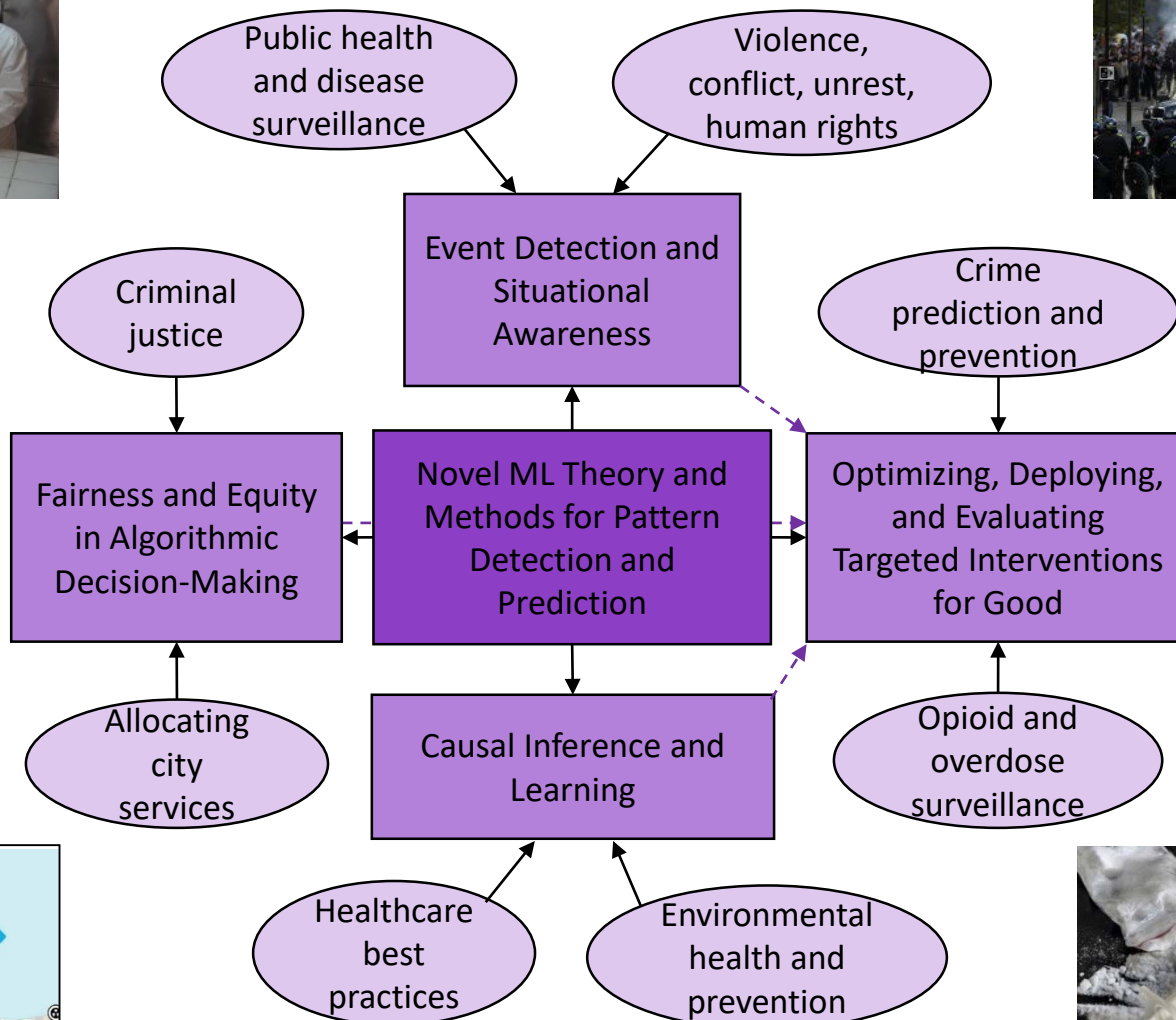 Public health
and disease
surveillance
Violence,
conflict, unrest,
human rights
Event Detection and
Situational
Awareness
Criminal
justice
Crime
prediction and
prevention
Fairness and Equity
in Algorithmic
Decision-Making
Novel ML Theory and
Methods for Pattern
Detection and
Prediction
Optimizing, Deploying,
and Evaluating
Targeted Interventions
for Good
Allocating
city
services
Causal Inference and
Learning
Opioid and
overdose
surveillance
Healthcare
best
practices
Environmental
health and
prevention